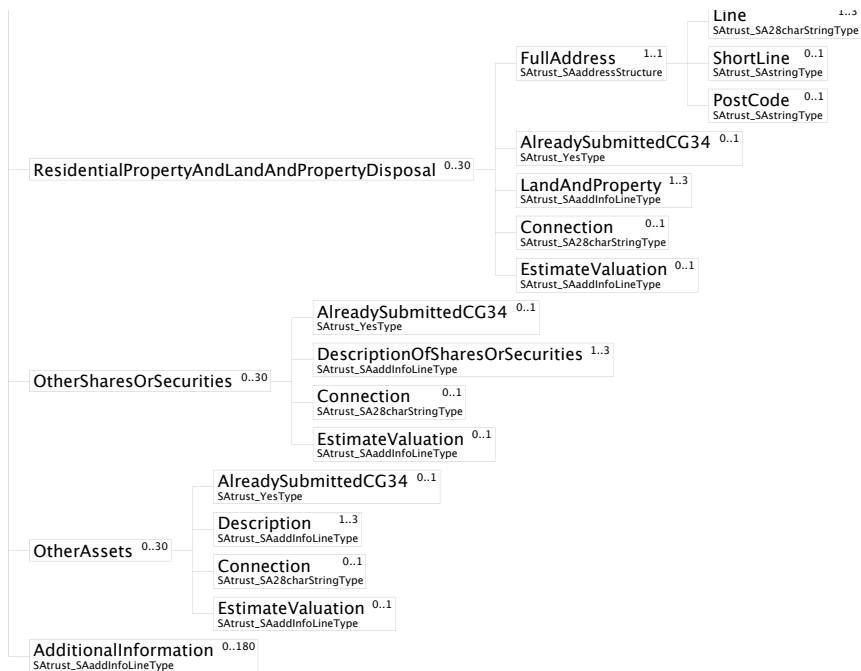 Line 1..3
SAtrust_SA28charStringType
FullAddress 1..1
SAtrust_SAaddressStructure
ShortLine 0..1
SAtrust_SAstringType
PostCode 0..1
SAtrust_SAstringType
ResidentialPropertyAndLandAndPropertyDisposal 0..30
AlreadySubmittedCG34 0..1
SAtrust_YesType
LandAndProperty 1..3
SAtrust_SAaddInfoLineType
Connection 0..1
SAtrust_SA28charStringType
EstimateValuation 0..1
SAtrust_SAaddInfoLineType
OtherSharesOrSecurities 0..30
AlreadySubmittedCG34 0..1
SAtrust_YesType
DescriptionOfSharesOrSecurities 1..3
SAtrust_SAaddInfoLineType
Connection 0..1
SAtrust_SA28charStringType
EstimateValuation 0..1
SAtrust_SAaddInfoLineType
OtherAssets 0..30
AlreadySubmittedCG34 0..1
SAtrust_YesType
Description 1..3
SAtrust_SAaddInfoLineType
Connection 0..1
SAtrust_SA28charStringType
EstimateValuation 0..1
SAtrust_SAaddInfoLineType
AdditionalInformation 0..180
SAtrust_SAaddInfoLineType